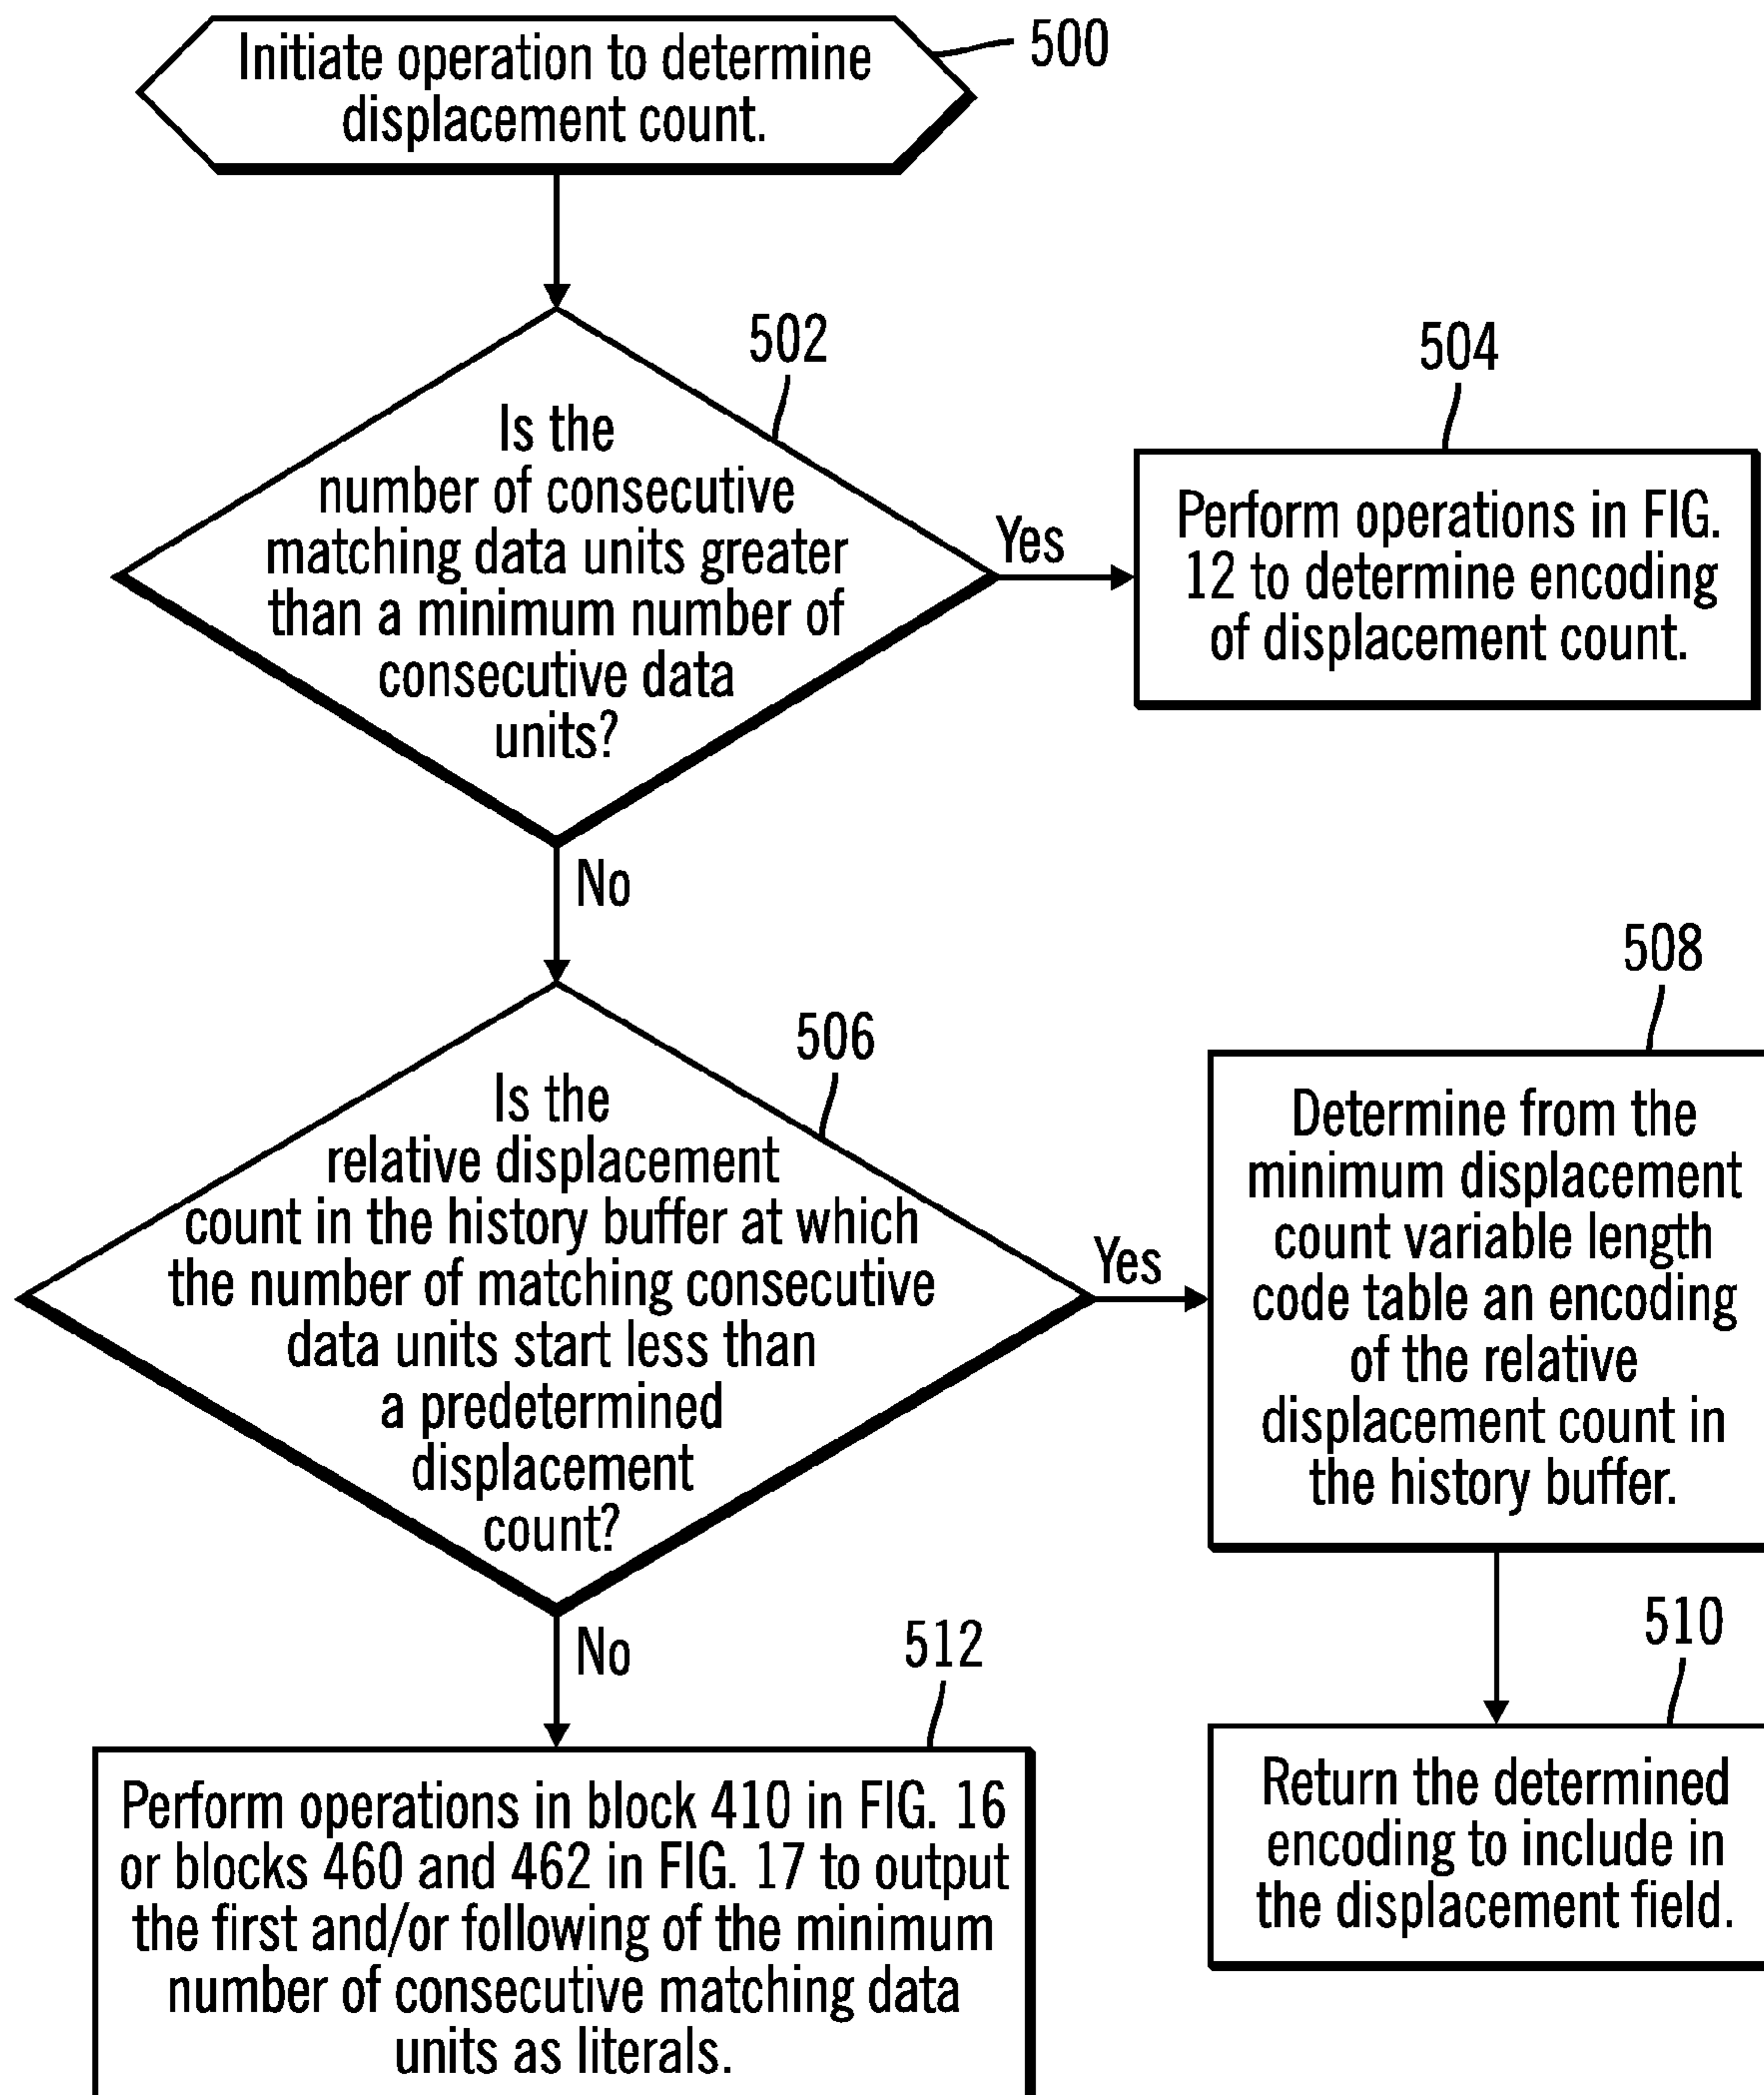 Initiate operation to determine
displacement count.
500
502
Is the
number of consecutive
matching data units greater
than a minimum number of
consecutive data
units?
Yes
504
Perform operations in FIG.
12 to determine encoding
of displacement count.
No
506
Is the
relative displacement
count in the history buffer at which
the number of matching consecutive
data units start less than
a predetermined
displacement
count?
Yes
508
Determine from the
minimum displacement
count variable length
code table an encoding
of the relative
displacement count in
the history buffer.
510
Return the determined
encoding to include in
the displacement field.
No
512
Perform operations in block 410 in FIG. 16
or blocks 460 and 462 in FIG. 17 to output
the first and/or following of the minimum
number of consecutive matching data
units as literals.